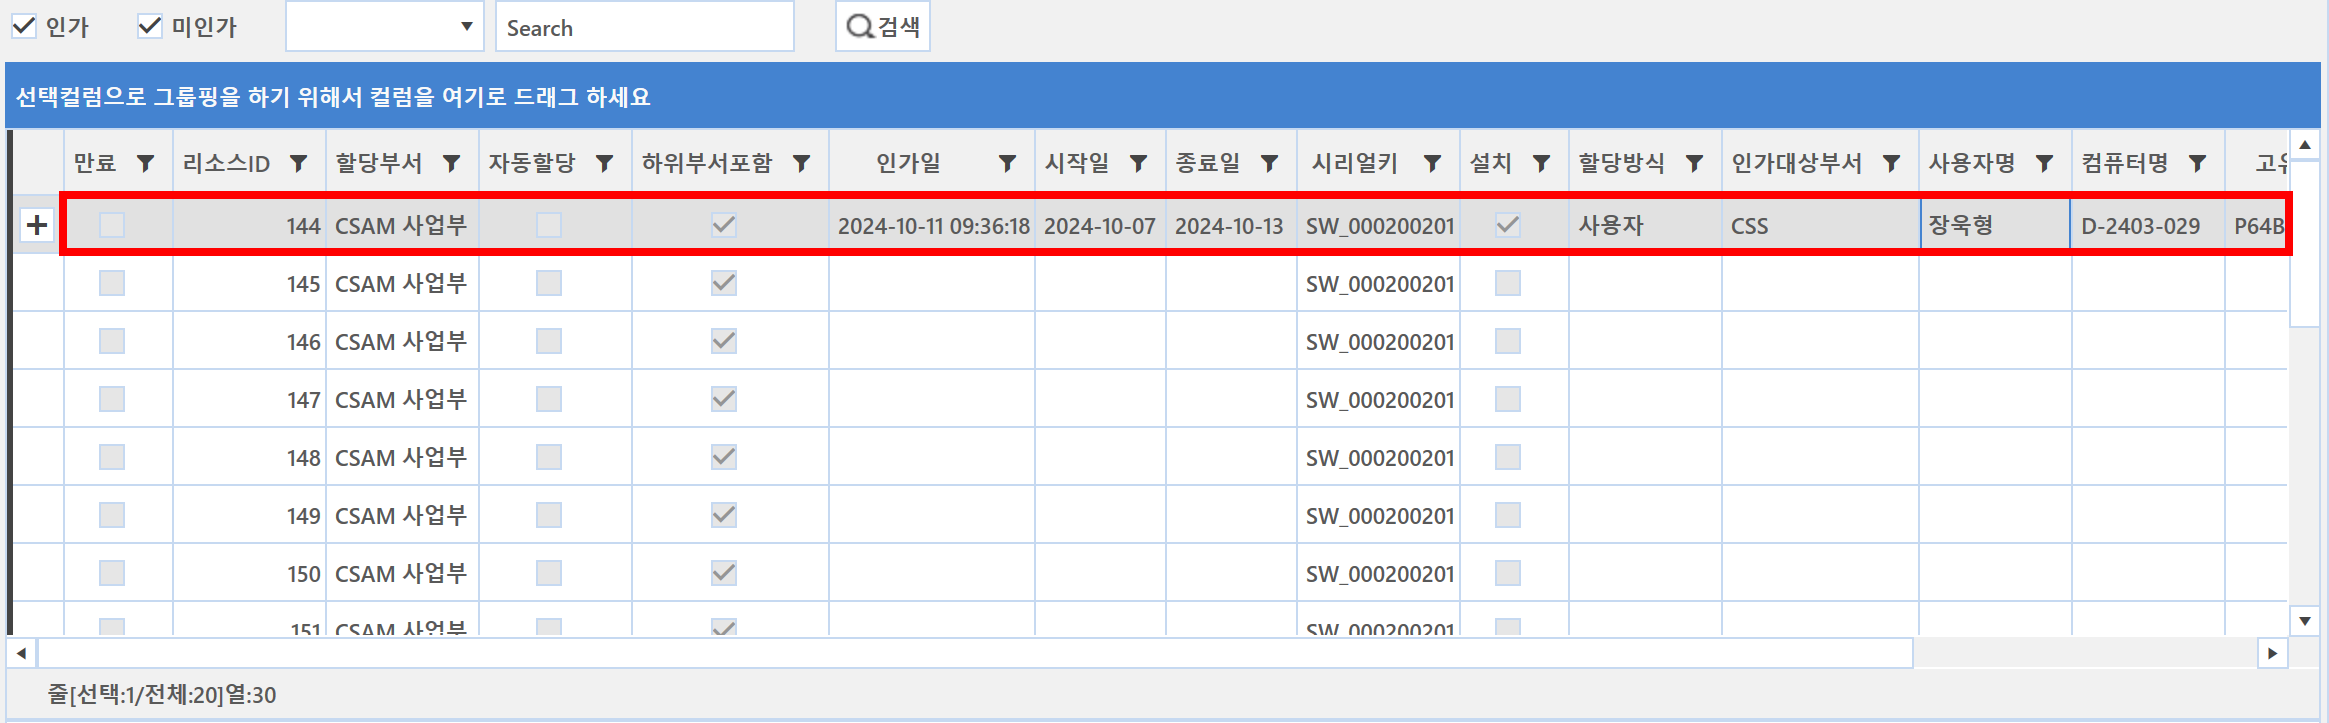 인가 미인가 Search 검색
선택컬럼으로 그룹핑을 하기 위해서 컬럼을 여기로 드래그 하세요
만료 리소스ID 할당부서 자동할당 하위부서포함 인가일 시작일 종료일 시리얼키 설치 할당방식 인가대상부서 사용자명 컴퓨터명
144 CSAM 사업부 2024-10-11 09:36:18 2024-10-07 2024-10-13 SW_000200201 사용자 CSS 장욱형 D-2403-029 P64B
145 CSAM 사업부 SW_000200201
146 CSAM 사업부 SW_000200201
147 CSAM 사업부 SW_000200201
148 CSAM 사업부 SW_000200201
149 CSAM 사업부 SW_000200201
150 CSAM 사업부 SW_000200201
151 CSAM 사업부 SW_000200201
줄[선택:1/전체:20]열:30